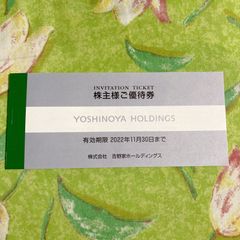 INVITATION TICKET
株主様ご優待券
YOSHINOYA HOLDINGS
有効期限 2022年11月30日まで
株式会社 吉野家ホールディングス